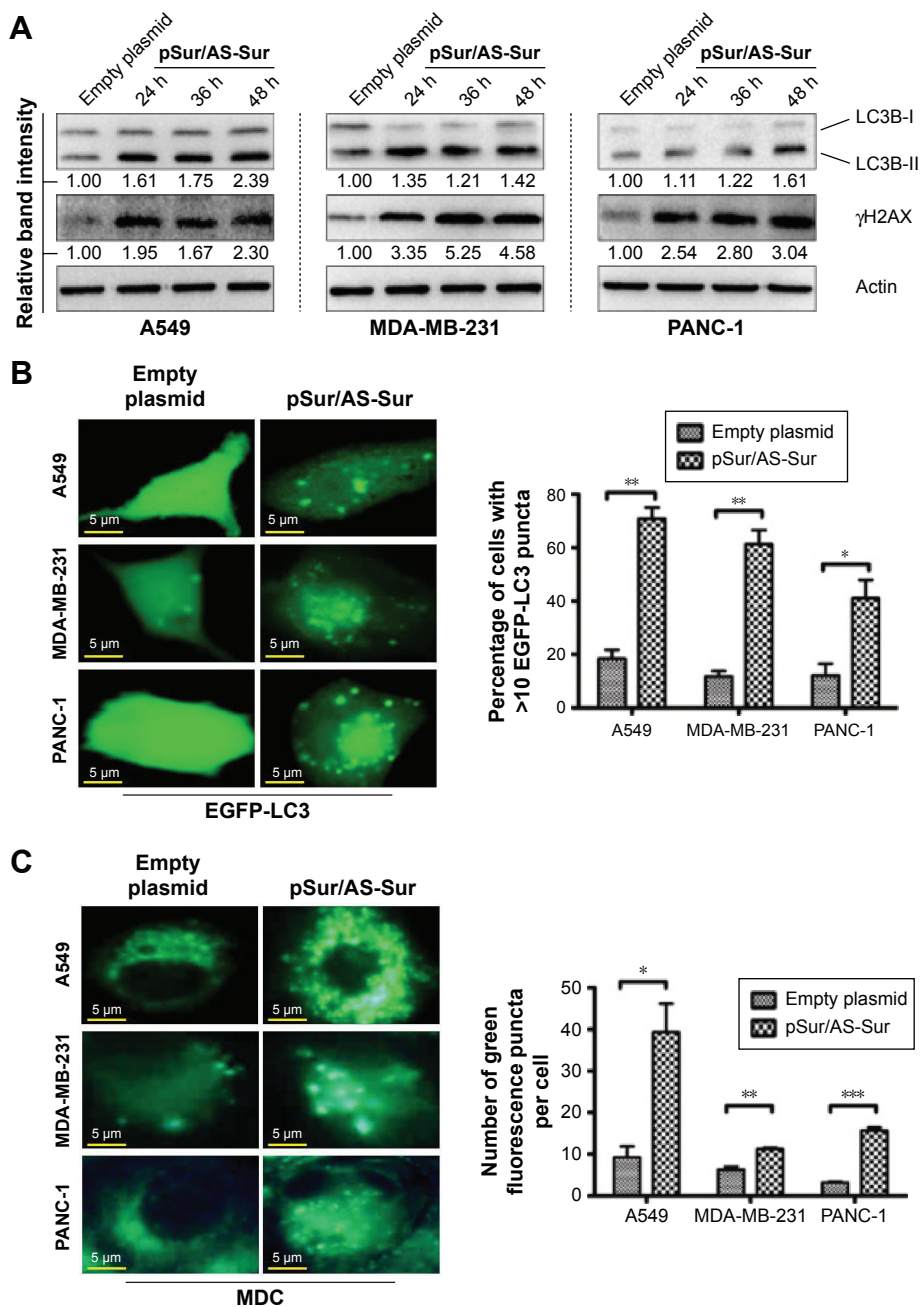 A
Relative band intensity
Empty plasmid
pSur/AS-Sur
24 h
36 h
48 h
1.00 1.61 1.75 2.39
1.00 1.95 1.67 2.30
A549
Empty plasmid
pSur/AS-Sur
24 h
36 h
48 h
1.00 1.35 1.21 1.42
1.00 3.35 5.25 4.58
MDA-MB-231
Empty plasmid
pSur/AS-Sur
24 h
36 h
48 h
1.00 1.11 1.22 1.61
1.00 2.54 2.80 3.04
PANC-1
LC3B-I
LC3B-II
γH2AX
Actin
B
Empty
plasmid
pSur/AS-Sur
A549
5 µm
5 µm
MDA-MB-231
5 µm
5 µm
PANC-1
5 µm
5 µm
EGFP-LC3
Empty plasmid
pSur/AS-Sur
Percentage of cells with
>10 EGFP-LC3 puncta
80
60
40
20
0
**
**
*
A549
MDA-MB-231
PANC-1
C
Empty
plasmid
pSur/AS-Sur
A549
5 µm
5 µm
MDA-MB-231
5 µm
5 µm
PANC-1
5 µm
5 µm
MDC
Number of green
fluorescence puncta
per cell
50
40
30
20
10
0
*
**
***
Empty plasmid
pSur/AS-Sur
A549
MDA-MB-231
PANC-1